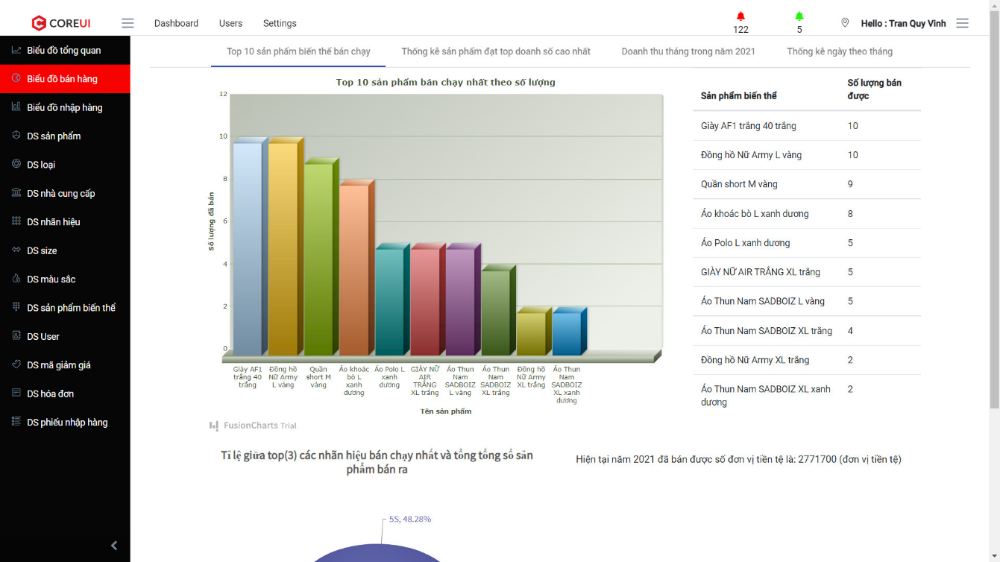 COREUI
Dashboard
Users
Settings
122
5
Hello : Tran Quy Vinh
Biểu đồ tổng quan
Biểu đồ bán hàng
Biểu đồ nhập hàng
DS sản phẩm
DS loại
DS nhà cung cấp
DS nhãn hiệu
DS size
DS màu sắc
DS sản phẩm biến thể
DS User
DS mã giảm giá
DS hóa đơn
DS phiếu nhập hàng
Top 10 sản phẩm biến thể bán chạy
Thống kê sản phẩm đạt top doanh số cao nhất
Doanh thu tháng trong năm 2021
Thống kê ngày theo tháng
Top 10 sản phẩm bán chạy nhất theo số lượng
12
10
8
6
4
2
0
Số lượng đã bán
Giày AF1
trắng 40
trắng
Đồng hồ
Nữ Army
L vàng
Quần
short M
vàng
Áo khoác
bò L
xanh
dương
Áo Polo L
xanh
dương
GIÀY NỮ
AIR
TRẮNG
XL trắng
Áo Thun
Nam
SADBOIZ
L vàng
Áo Thun
Nam
SADBOIZ
XL trắng
Đồng hồ
Nữ Army
XL trắng
Áo Thun
Nam
SADBOIZ
XL xanh
dương
Tên sản phẩm
FusionCharts Trial
Sản phẩm biến thể
Số lượng bán
được
Giày AF1 trắng 40 trắng 10
Đồng hồ Nữ Army L vàng 10
Quần short M vàng 9
Áo khoác bò L xanh dương 8
Áo Polo L xanh dương 5
GIÀY NỮ AIR TRẮNG XL trắng 5
Áo Thun Nam SADBOIZ L vàng 5
Áo Thun Nam SADBOIZ XL trắng 4
Đồng hồ Nữ Army XL trắng 2
Áo Thun Nam SADBOIZ XL xanh 2
dương
Tỉ lệ giữa top(3) các nhãn hiệu bán chạy nhất và tổng tổng số sản
phẩm bán ra
5S, 48.28%
Hiện tại năm 2021 đã bán được số đơn vị tiền tệ là: 2771700 (đơn vị tiền tệ)